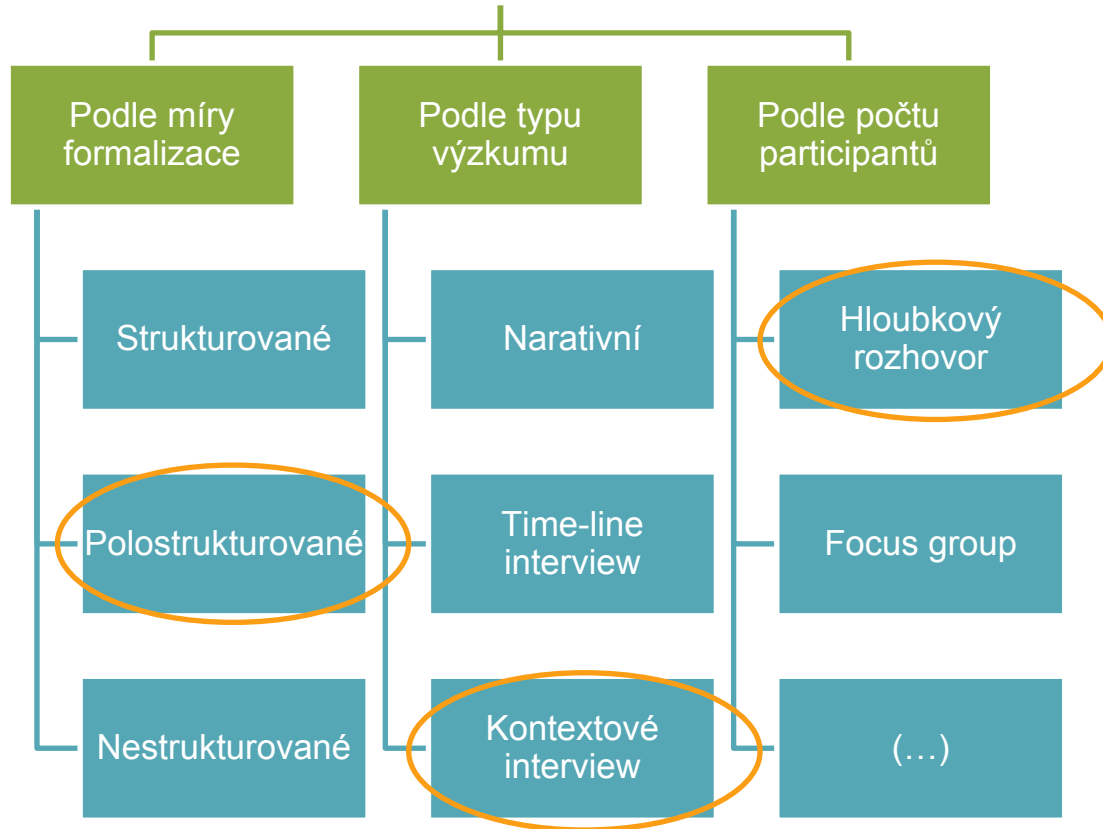 Podle míry
formalizace
Strukturované
Polostrukturované
Nestrukturované
Podle typu
výzkumu
Narativní
Time-line
interview
Kontextové
interview
Podle počtu
participantů
Hloubkový
rozhovor
Focus group
(…)